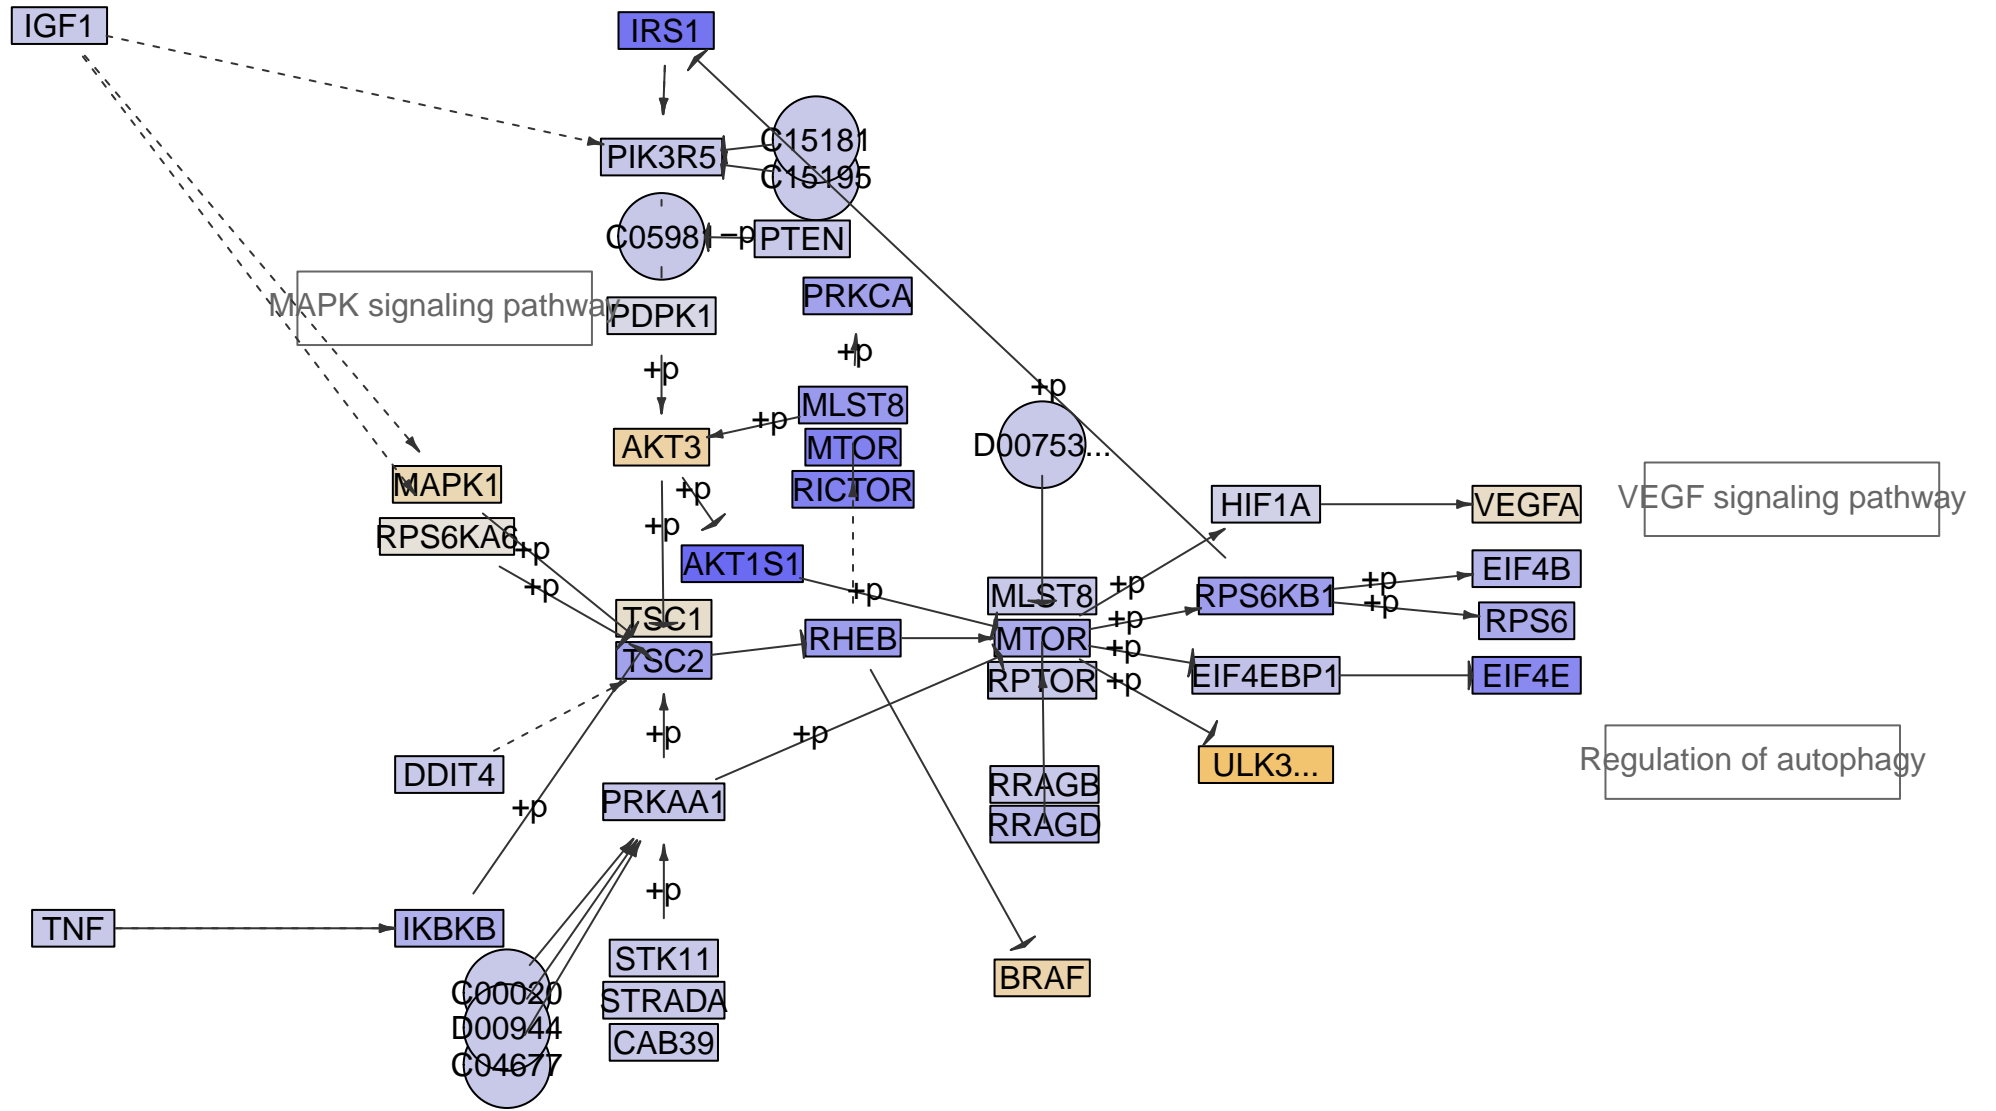 IGF1
IRS1
C15181
PIK3R5
C15195
C0598
-p
PTEN
PRKCA
MAPK signaling pathway
PDPK1
+p
+p
+p
MLST8
+p
AKT3
MTOR
D00753...
MAPK1
RICTOR
+p
HIF1A
VEGFA
VEGF signaling pathway
RPS6KA6
+p
+p
AKT1S1
EIF4B
+p
+p
+p
+p
MLST8
RPS6KB1
+p
TSC1
+p
RPS6
RHEB
MTOR
+p
TSC2
RPTOR
+p
EIF4EBP1
EIF4E
+p
+p
ULK3...
Regulation of autophagy
DDIT4
RRAGB
PRKAA1
+p
RRAGD
+p
TNF
IKBKB
STK11
BRAF
C00020
STRADA
D00944
CAB39
C04677